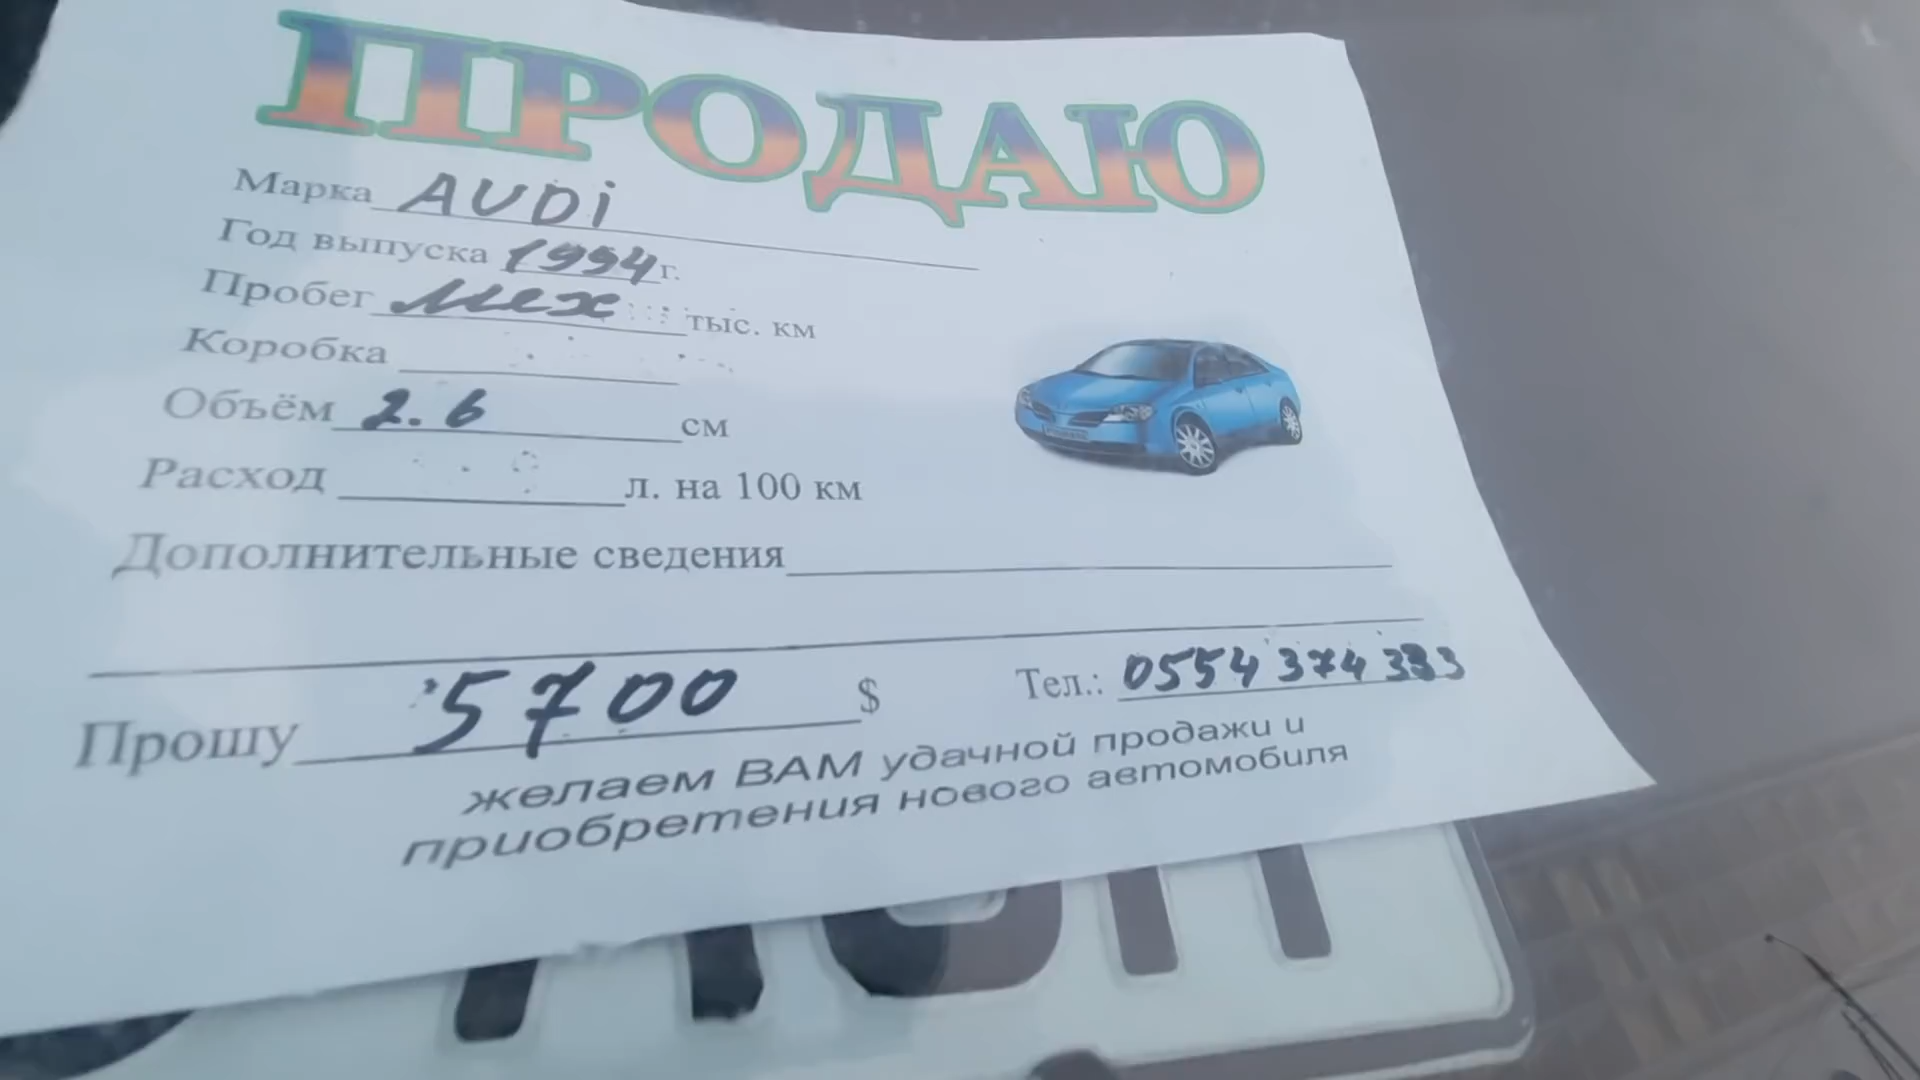 ПРОДАЮ
Марка AUDi
Год выпуска 1994 г.
Пробег Мех тыс. км
Коробка
Объём 2.6 см
Расход л. на 100 км
Дополнительные сведения
Прошу 5700 $ Тел.: 0554 374 383
желаем ВАМ удачной продажи и
приобретения нового автомобиля